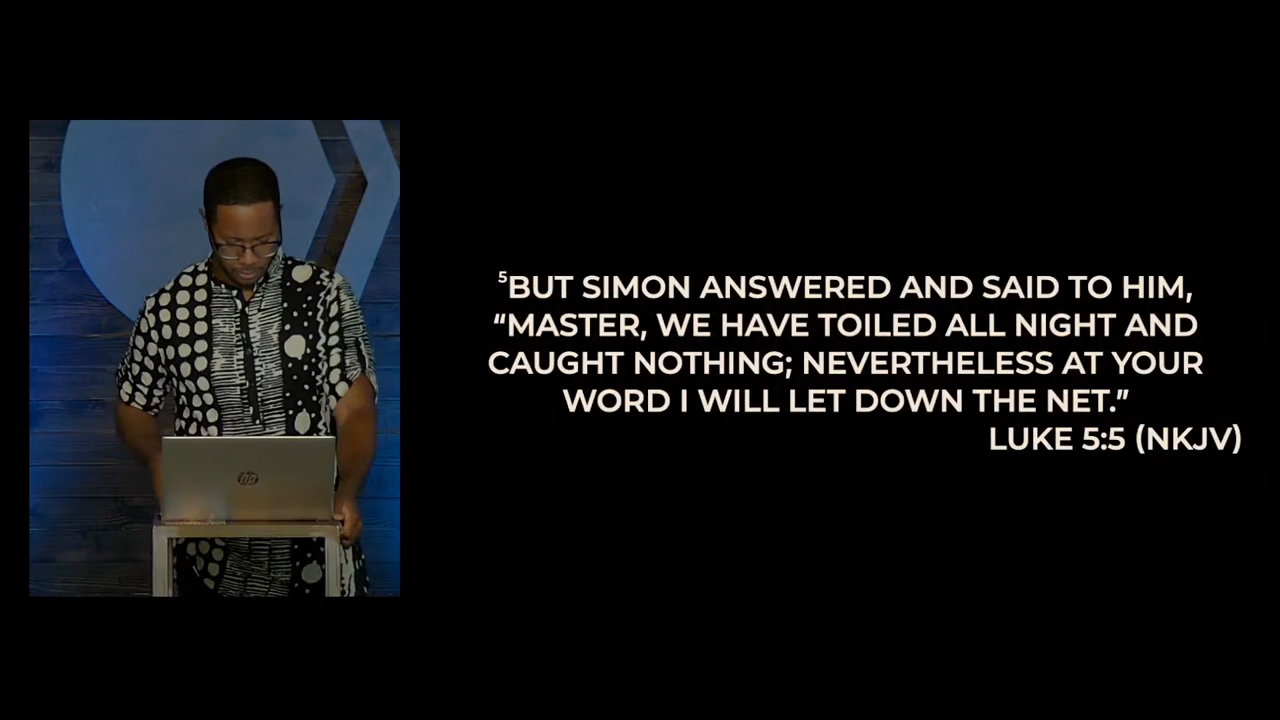 ⁵BUT SIMON ANSWERED AND SAID TO HIM,
“MASTER, WE HAVE TOILED ALL NIGHT AND
CAUGHT NOTHING; NEVERTHELESS AT YOUR
WORD I WILL LET DOWN THE NET.”
LUKE 5:5 (NKJV)
hp